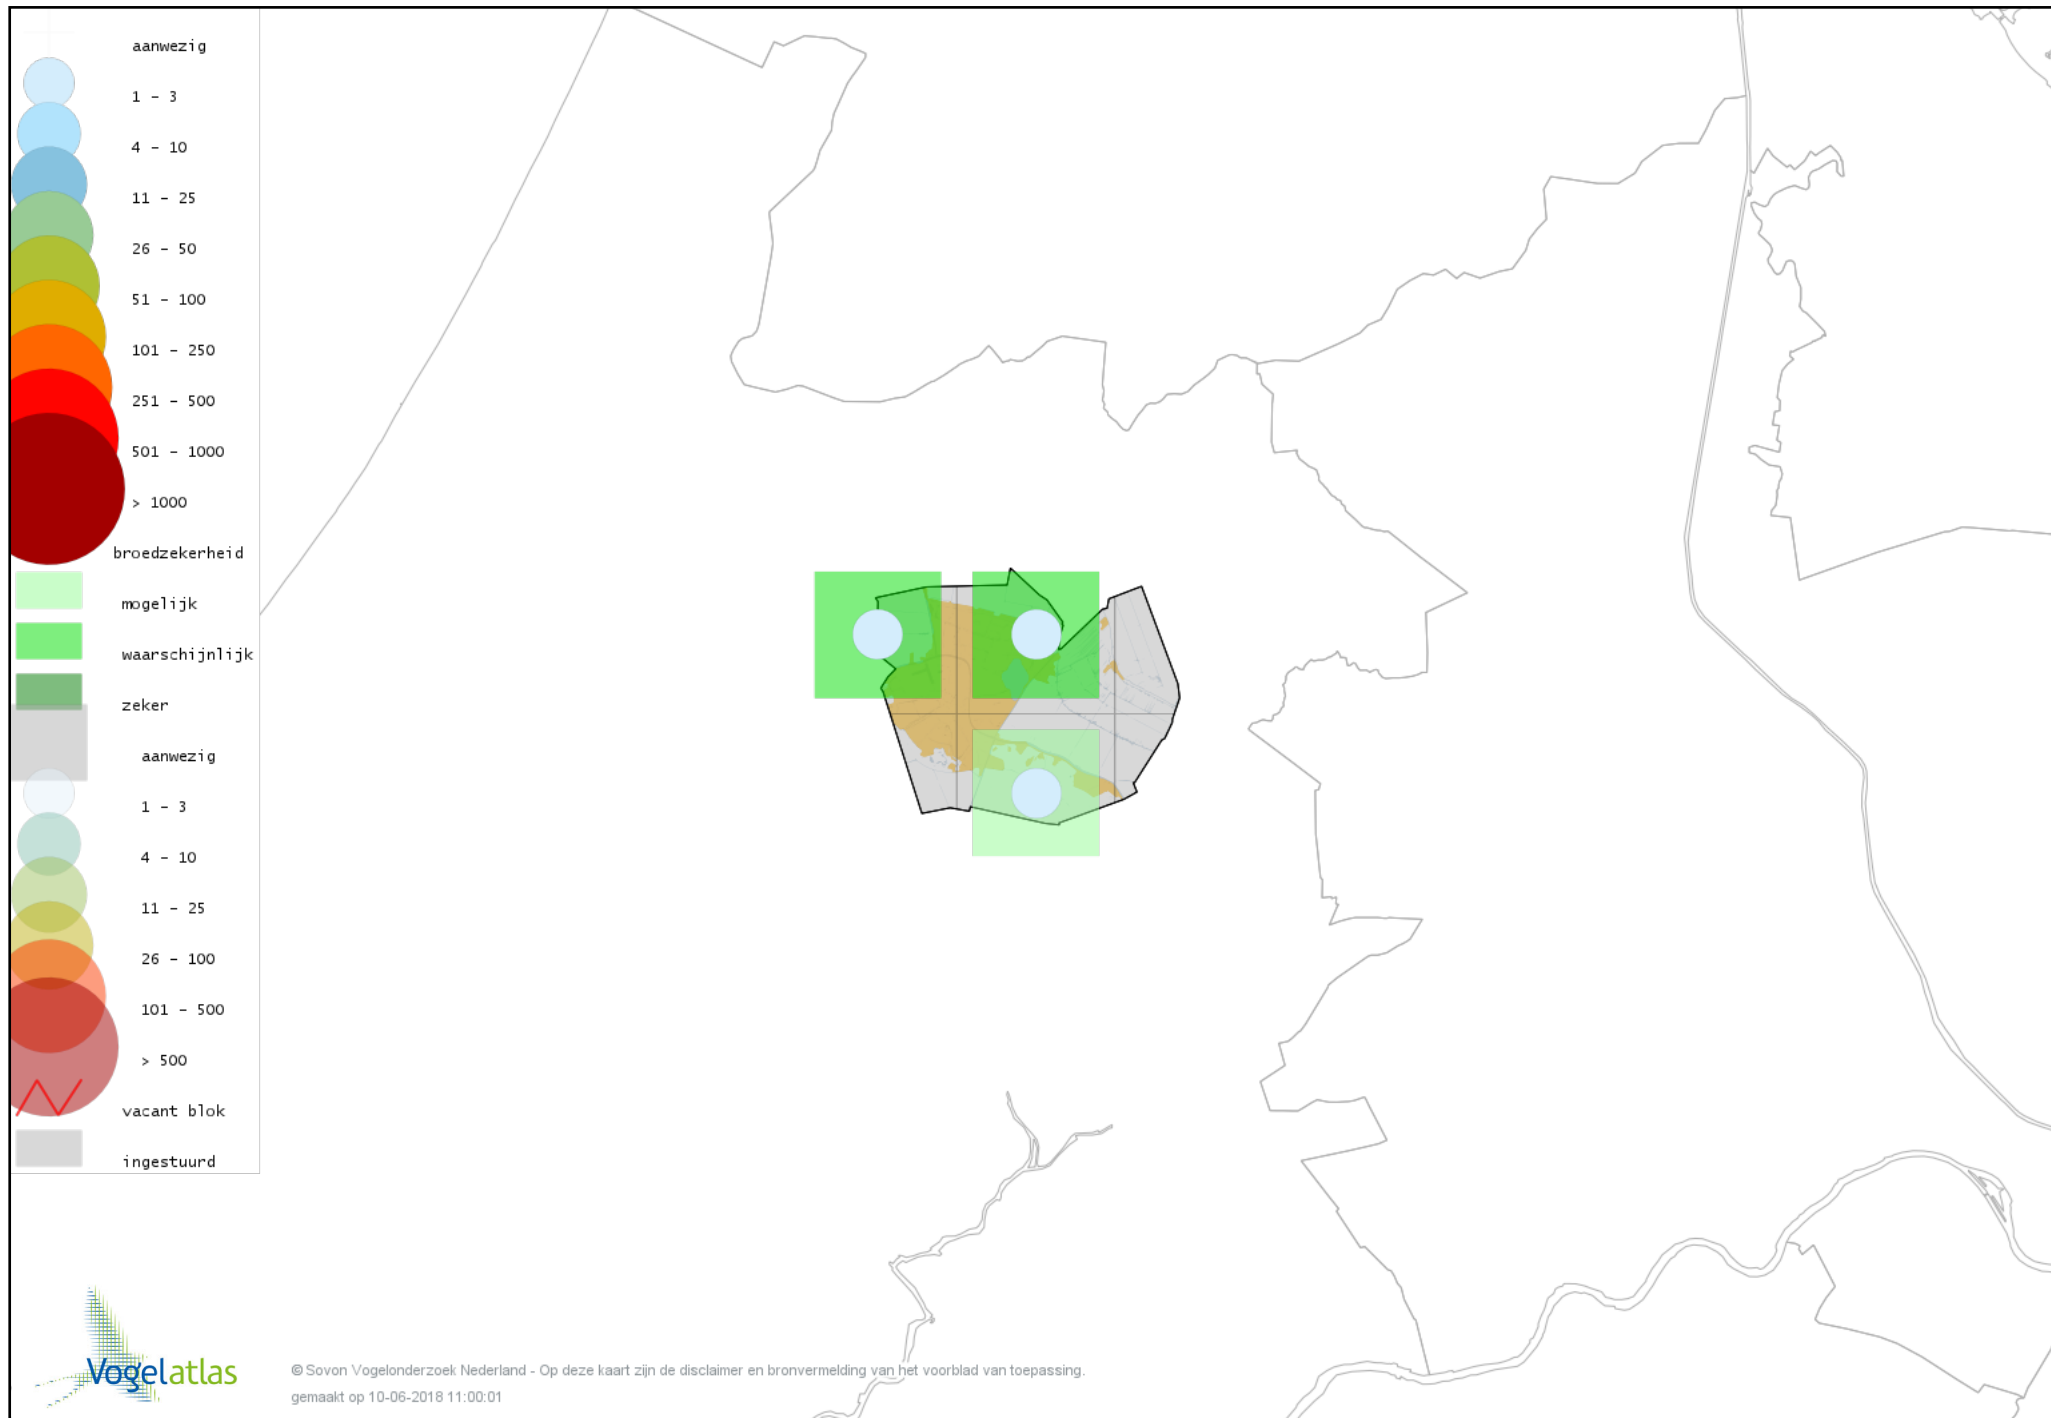 aanwezig
1 - 3
4 - 10
11 - 25
26 - 50
51 - 100
101 - 250
251 - 500
501 - 1000
> 1000
broedzekerheid
mogelijk
waarschijnlijk
zeker
aanwezig
1 - 3
4 - 10
11 - 25
26 - 100
101 - 500
> 500
vacant blok
ingestuurd
Vogelatlas
© Sovon Vogelonderzoek Nederland - Op deze kaart zijn de disclaimer en bronvermelding van het voorblad van toepassing.
gemaakt op 10-06-2018 11:00:01